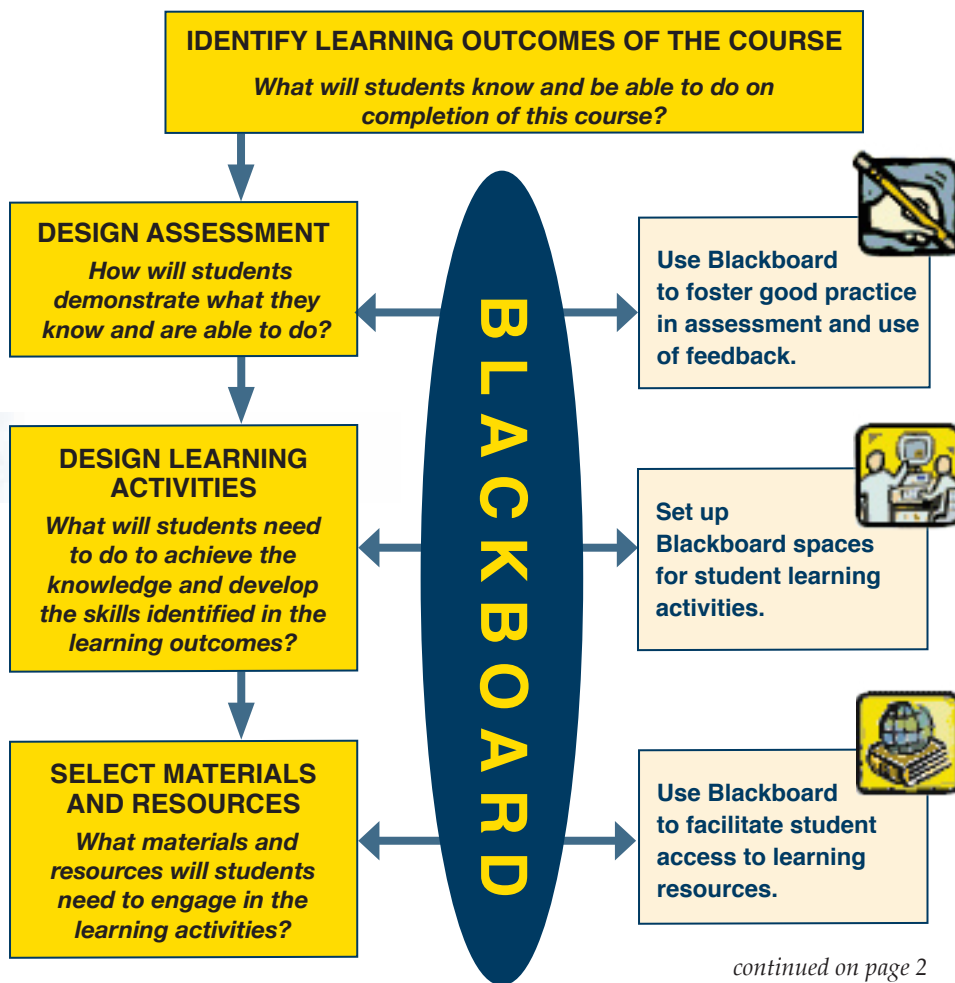 IDENTIFY LEARNING OUTCOMES OF THE COURSE
What will students know and be able to do on
completion of this course?
DESIGN ASSESSMENT
How will students
demonstrate what they
know and are able to do?
DESIGN LEARNING
ACTIVITIES
What will students need
to do to achieve the
knowledge and develop
the skills identified in the
learning outcomes?
SELECT MATERIALS
AND RESOURCES
What materials and
resources will students
need to engage in the
learning activities?
BLACKBOARD
Use Blackboard
to foster good practice
in assessment and use
of feedback.
Set up
Blackboard spaces
for student learning
activities.
Use Blackboard
to facilitate student
access to learning
resources.
continued on page 2